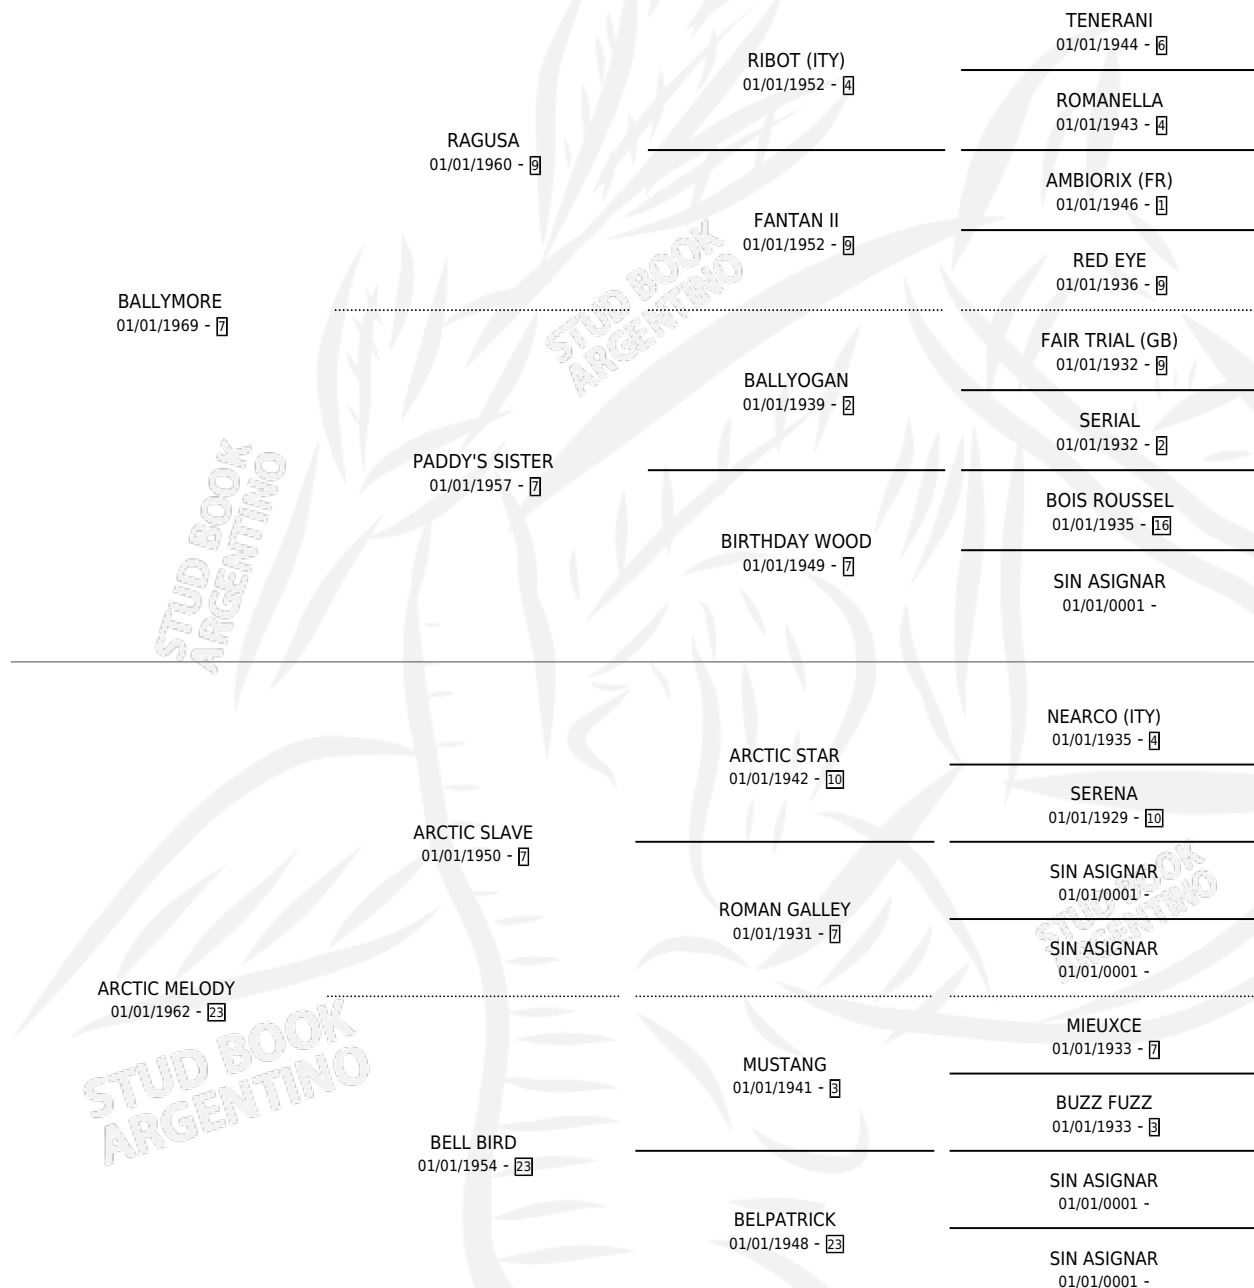 TENERANI
01/01/1944 - 6
RIBOT (ITY)
01/01/1952 - 4
ROMANELLA
01/01/1943 - 4
RAGUSA
01/01/1960 - 9
AMBIORIX (FR)
01/01/1946 - 1
FANTAN II
01/01/1952 - 9
RED EYE
01/01/1936 - 9
BALLYMORE
01/01/1969 - 7
FAIR TRIAL (GB)
01/01/1932 - 9
BALLYOGAN
01/01/1939 - 2
SERIAL
01/01/1932 - 2
PADDY'S SISTER
01/01/1957 - 7
BOIS ROUSSEL
01/01/1935 - 16
BIRTHDAY WOOD
01/01/1949 - 7
SIN ASIGNAR
01/01/0001 -
NEARCO (ITY)
01/01/1935 - 4
ARCTIC STAR
01/01/1942 - 10
SERENA
01/01/1929 - 10
ARCTIC SLAVE
01/01/1950 - 7
SIN ASIGNAR
01/01/0001 -
ROMAN GALLEY
01/01/1931 - 7
SIN ASIGNAR
01/01/0001 -
ARCTIC MELODY
01/01/1962 - 23
MIEUXCE
01/01/1933 - 7
MUSTANG
01/01/1941 - 3
BUZZ FUZZ
01/01/1933 - 3
BELL BIRD
01/01/1954 - 23
SIN ASIGNAR
01/01/0001 -
BELPATRICK
01/01/1948 - 23
SIN ASIGNAR
01/01/0001 -
STUD BOOK
ARGENTINO
STUD BOOK
ARGENTINO
STUD BOOK
ARGENTINO
STUD BOOK
ARGENTINO